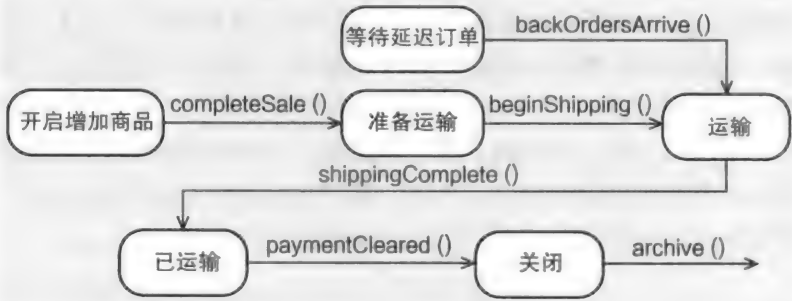 等待延迟订单
backOrdersArrive ()
开启增加商品
completeSale ()
准备运输
beginShipping ()
运输
shippingComplete ()
已运输
paymentCleared ()
关闭
archive ()